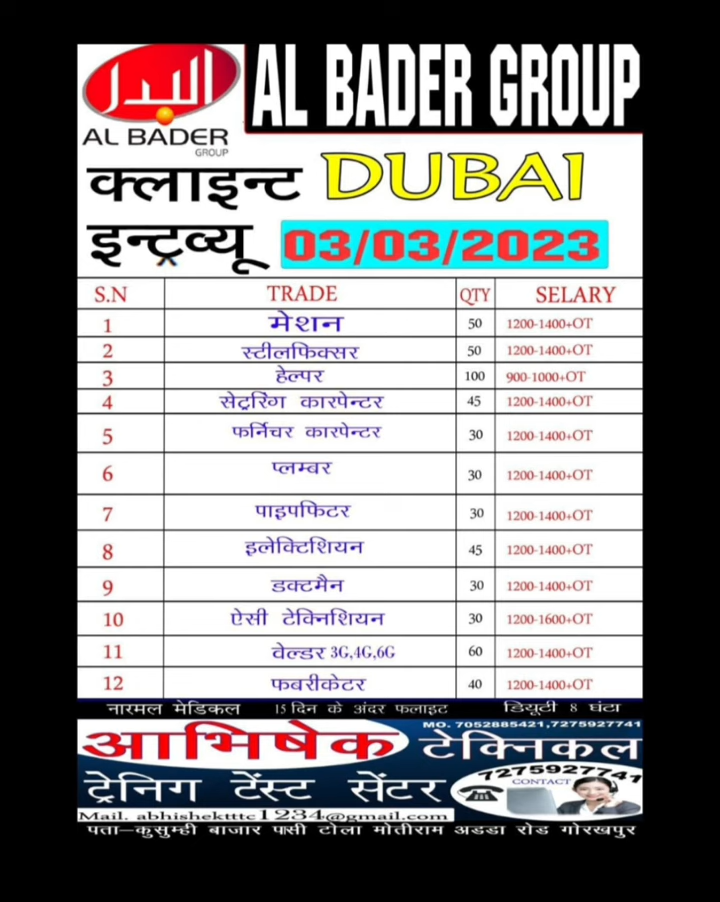 البدر
AL BADER
GROUP
AL BADER GROUP
क्लाइन्ट DUBAI
इन्ट्रव्यू 03/03/2023
S.N TRADE QTY SELARY
1 मेशन 50 1200-1400+OT
2 स्टीलफिक्सर 50 1200-1400+OT
3 हेल्पर 100 900-1000+OT
4 सेट्ररिंग कारपेन्टर 45 1200-1400+OT
5 फर्निचर कारपेन्टर 30 1200-1400+OT
6 प्लम्बर 30 1200-1400+OT
7 पाइपफिटर 30 1200-1400+OT
8 इलेक्टिशियन 45 1200-1400+OT
9 डक्टमैन 30 1200-1400+OT
10 ऐसी टेक्निशियन 30 1200-1600+OT
11 वेल्डर 3G,4G,6G 60 1200-1400+OT
12 फबरीकेटर 40 1200-1400+OT
नारमल मेडिकल 15 दिन के अंदर फलाइट डियूटी 8 घंटा
MO. 7052885421,7275927741
आभिषेक टेक्निकल
ट्रेनिग टेंस्ट सेंटर
7275927741
CONTACT
Mail. abhishektttc1234@gmail.com
पता–कुसुम्ही बाजार पासी टोला मोतीराम अडडा रोड गोरखपुर